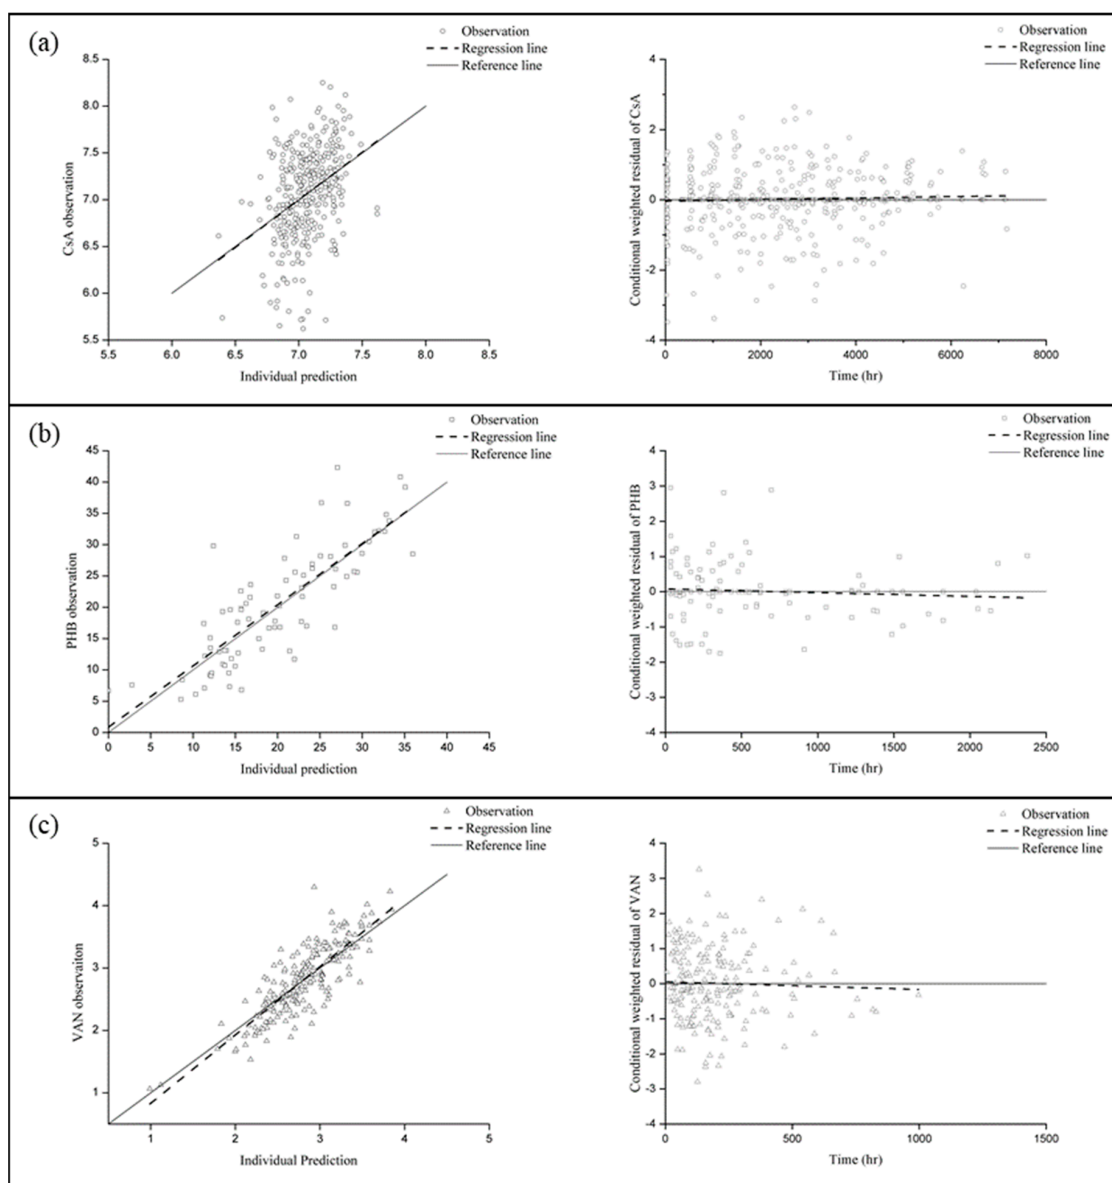 (a)
Observation
Regression line
Reference line
8.5
8.0
7.5
7.0
6.5
6.0
5.5
CsA observation
5.5 6.0 6.5 7.0 7.5 8.0 8.5
Individual prediction
Observation
Regression line
Reference line
4
2
0
-2
-4
Conditional weighted residual of CsA
0 2000 4000 6000 8000
Time (hr)
(b)
Observation
Regression line
Reference line
45
40
35
30
25
20
15
10
5
0
PHB observation
0 5 10 15 20 25 30 35 40 45
Individual prediction
Observation
Regression line
Reference line
4
3
2
1
0
-1
-2
-3
-4
Conditional weighted residual of PHB
0 500 1000 1500 2000 2500
Time (hr)
(c)
Observation
Regression line
Reference line
5
4
3
2
1
VAN observaiton
1 2 3 4 5
Individual Prediction
Observation
Regression line
Reference line
4
3
2
1
0
-1
-2
-3
-4
Conditional weighted residual of VAN
0 500 1000 1500
Time (hr)